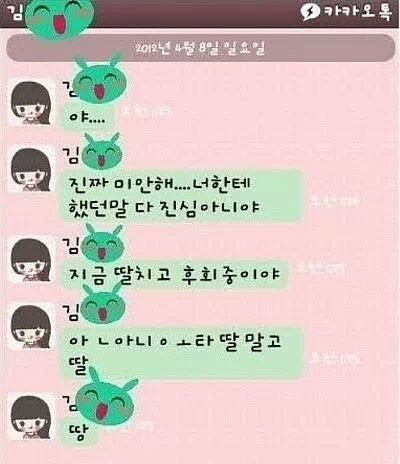 김
카카오톡
2012년 4월 8일 일요일
김
야....
김
진짜 미안해....너한테
했던말 다 진심아니야
김
지금 딸치고 후회중이야
김
아 ㄴ아니ㅇㅗ타 딸 말고
딸
김
땅